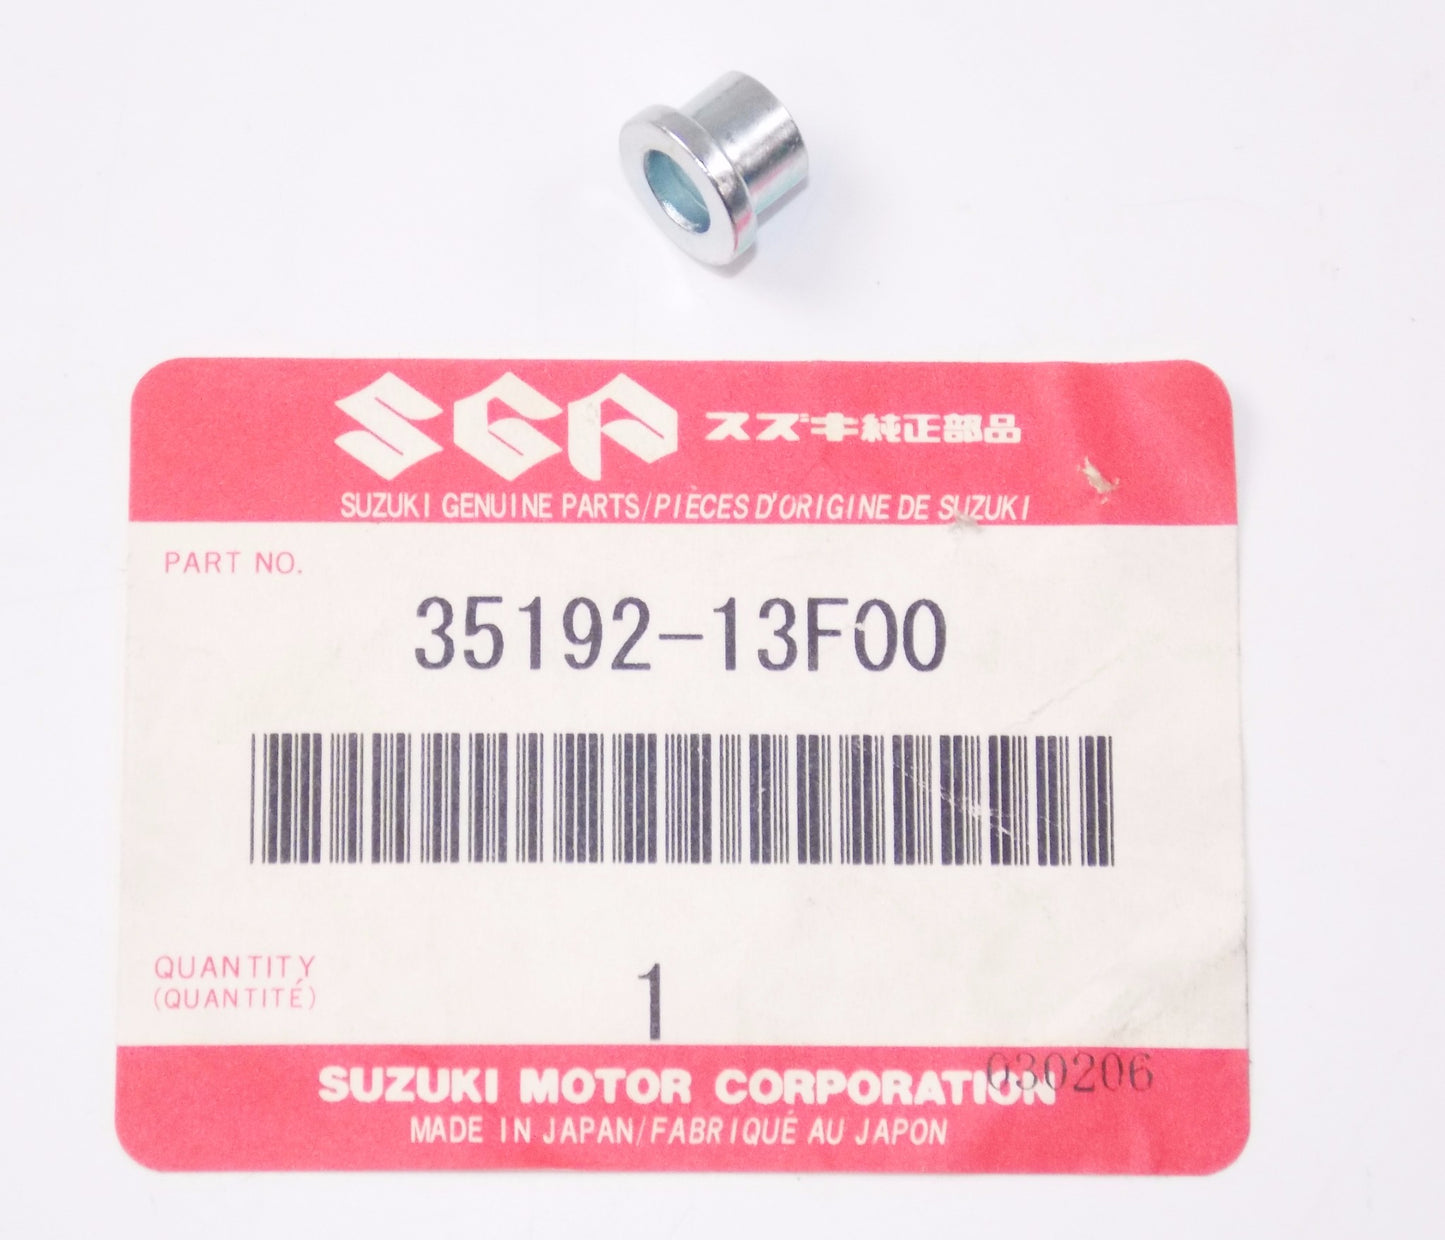 SGP スズキ純正部品
SUZUKI GENUINE PARTS/PIÈCES D'ORIGINE DE SUZUKI
PART NO.
35192-13F00
QUANTITY
(QUANTITÉ)
1
030206
SUZUKI MOTOR CORPORATION
MADE IN JAPAN/FABRIQUÉ AU JAPON